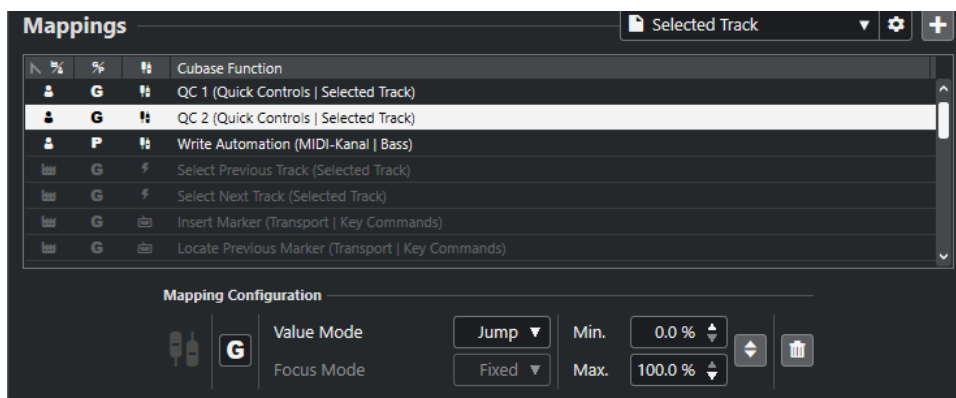 Mappings
Selected Track
Cubase Function
G QC 1 (Quick Controls | Selected Track)
G QC 2 (Quick Controls | Selected Track)
P Write Automation (MIDI-Kanal | Bass)
G Select Previous Track (Selected Track)
G Select Next Track (Selected Track)
G Insert Marker (Transport | Key Commands)
G Locate Previous Marker (Transport | Key Commands)
Mapping Configuration
G Value Mode Jump Min. 0.0 %
Focus Mode Fixed Max. 100.0 %